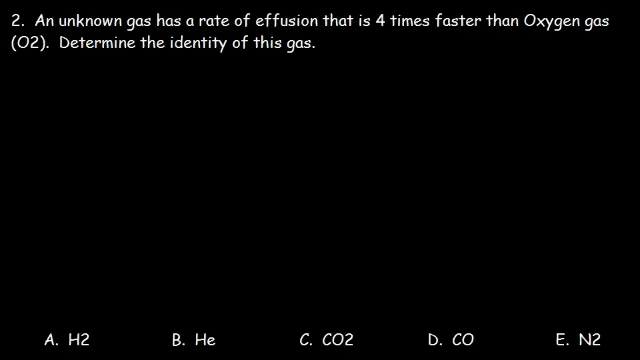 2. An unknown gas has a rate of effusion that is 4 times faster than Oxygen gas
(O2). Determine the identity of this gas.
A. H2 B. He C. CO2 D. CO E. N2